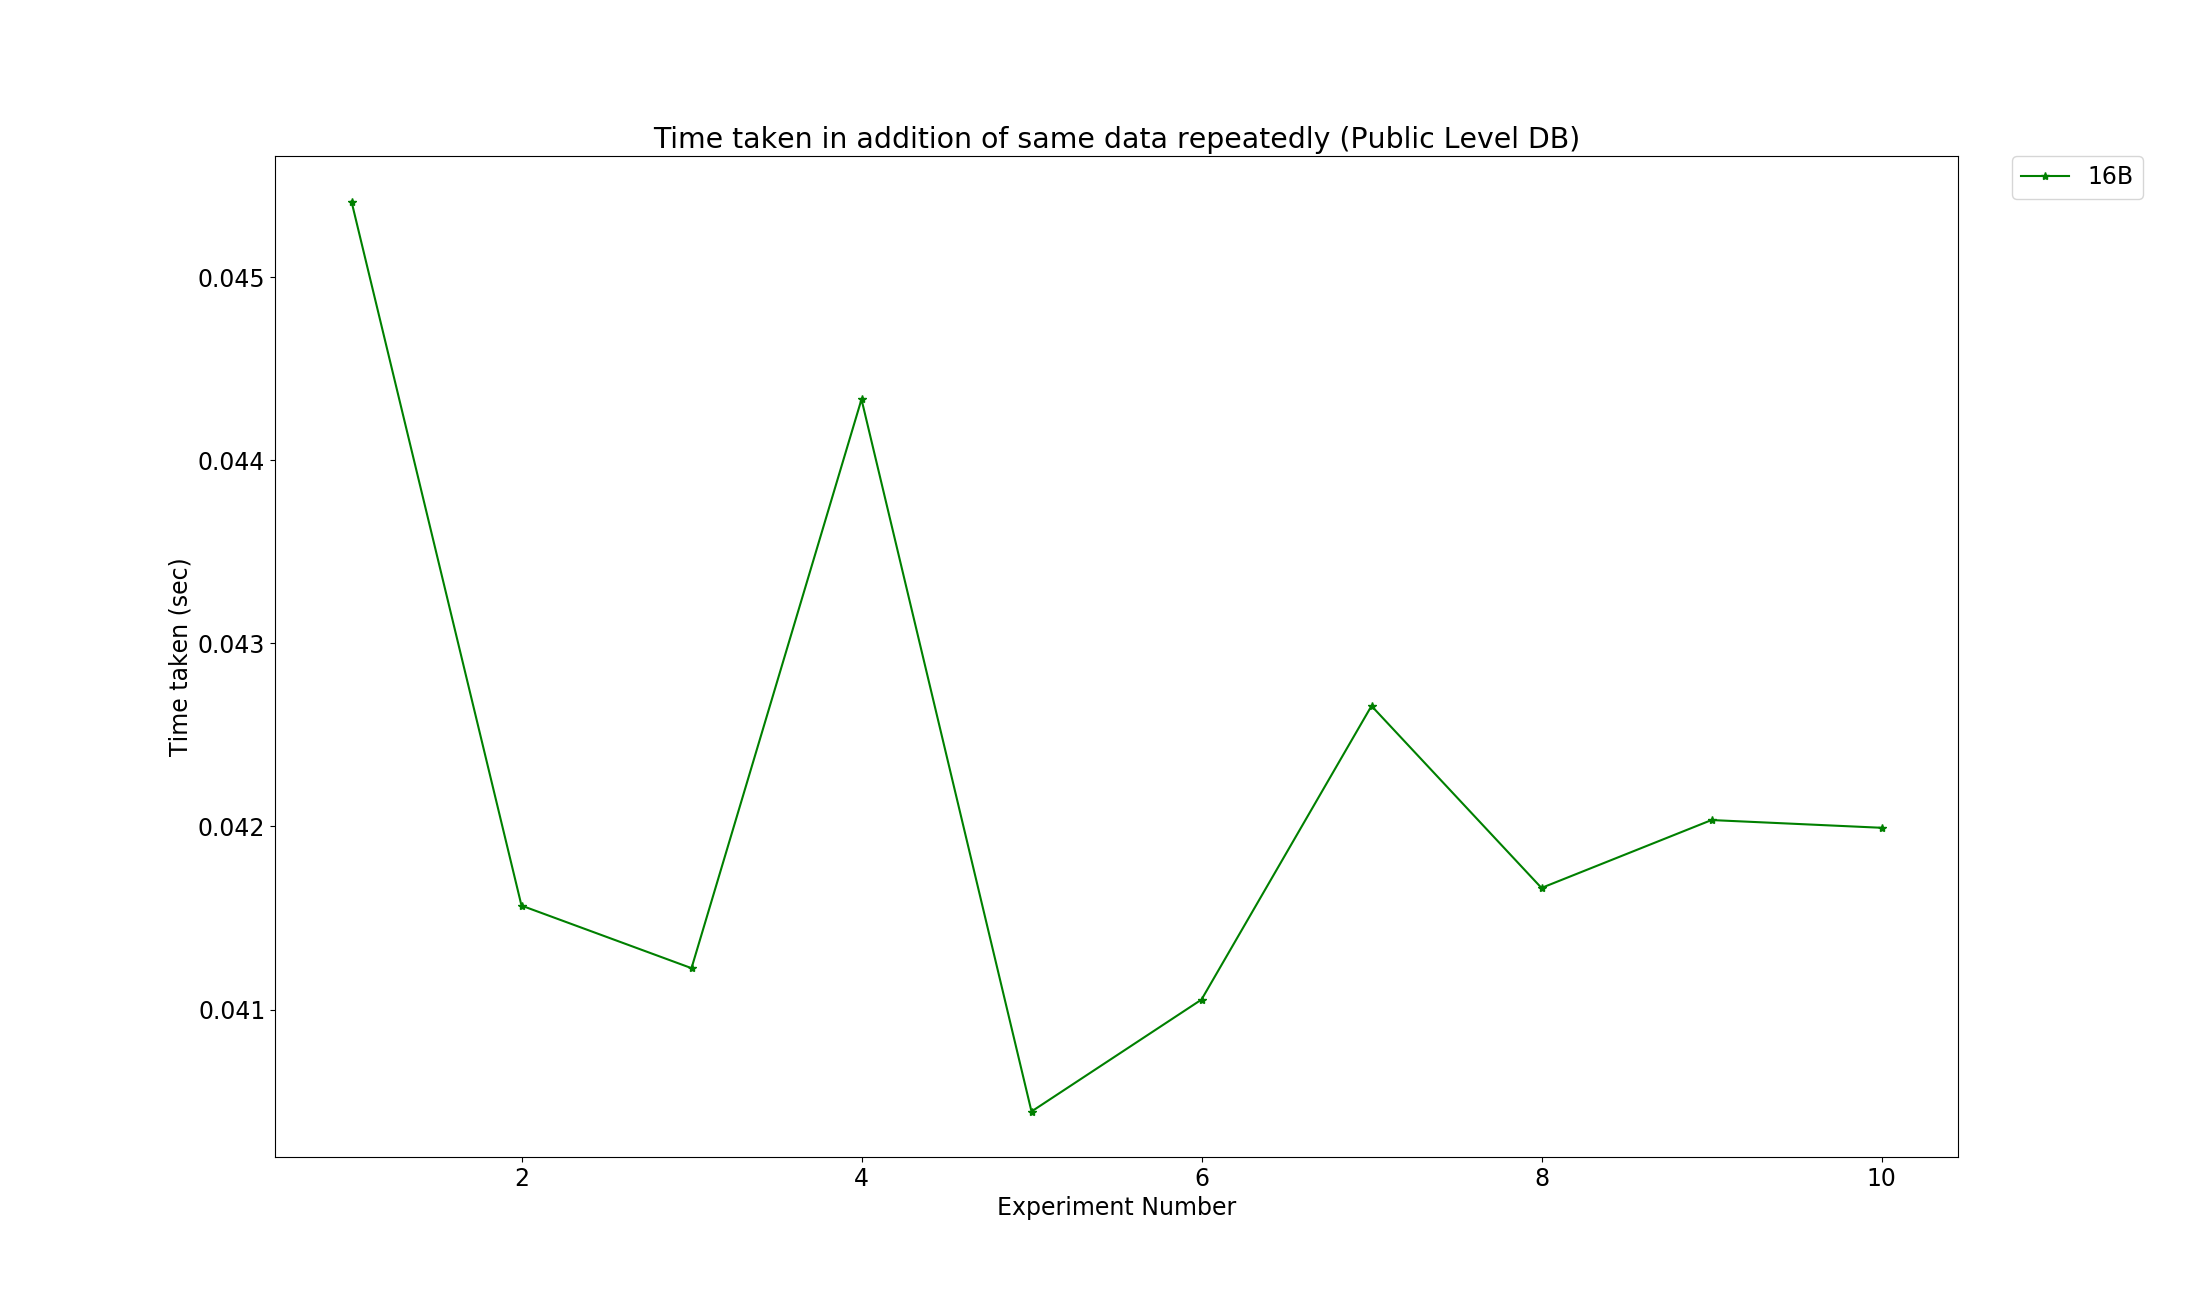 Time taken in addition of same data repeatedly (Public Level DB)
16B
0.045
0.044
0.043
0.042
0.041
Time taken (sec)
2 4 6 8 10
Experiment Number